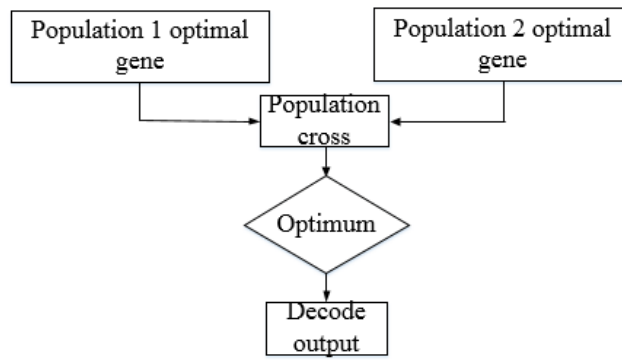 Population 1 optimal
gene
Population 2 optimal
gene
Population
cross
Optimum
Decode
output